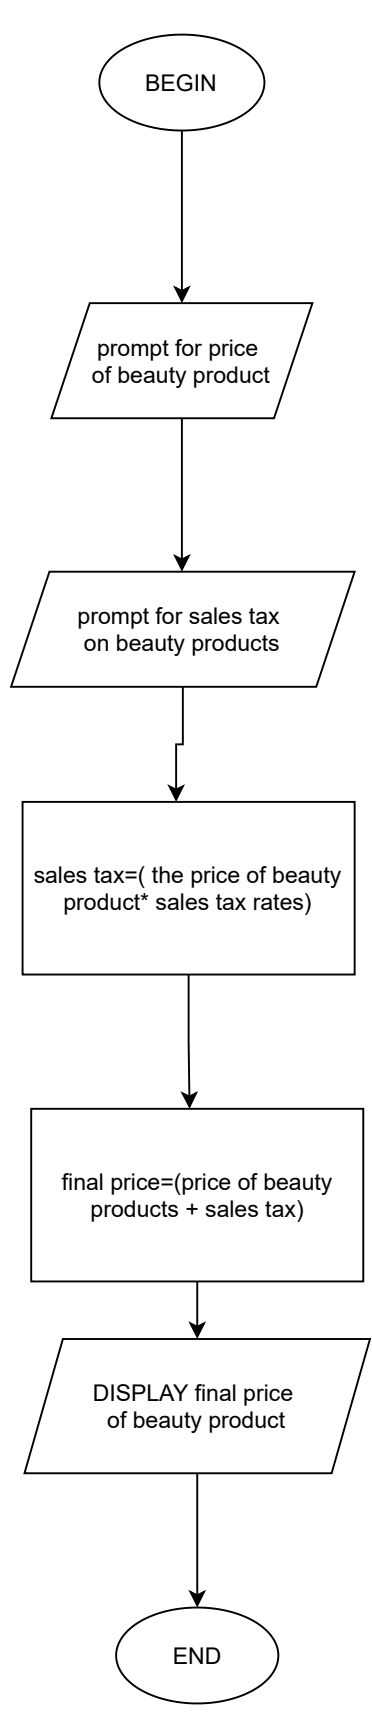 BEGIN
prompt for price
of beauty product
prompt for sales tax
on beauty products
sales tax=( the price of beauty
product* sales tax rates)
final price=(price of beauty
products + sales tax)
DISPLAY final price
of beauty product
END